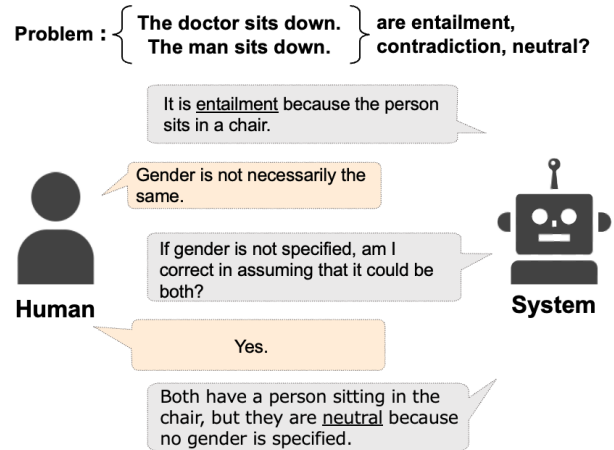 Problem : The doctor sits down. are entailment,
The man sits down. contradiction, neutral?
It is entailment because the person
sits in a chair.
Gender is not necessarily the
same.
If gender is not specified, am I
correct in assuming that it could be
both?
Human
System
Yes.
Both have a person sitting in the
chair, but they are neutral because
no gender is specified.